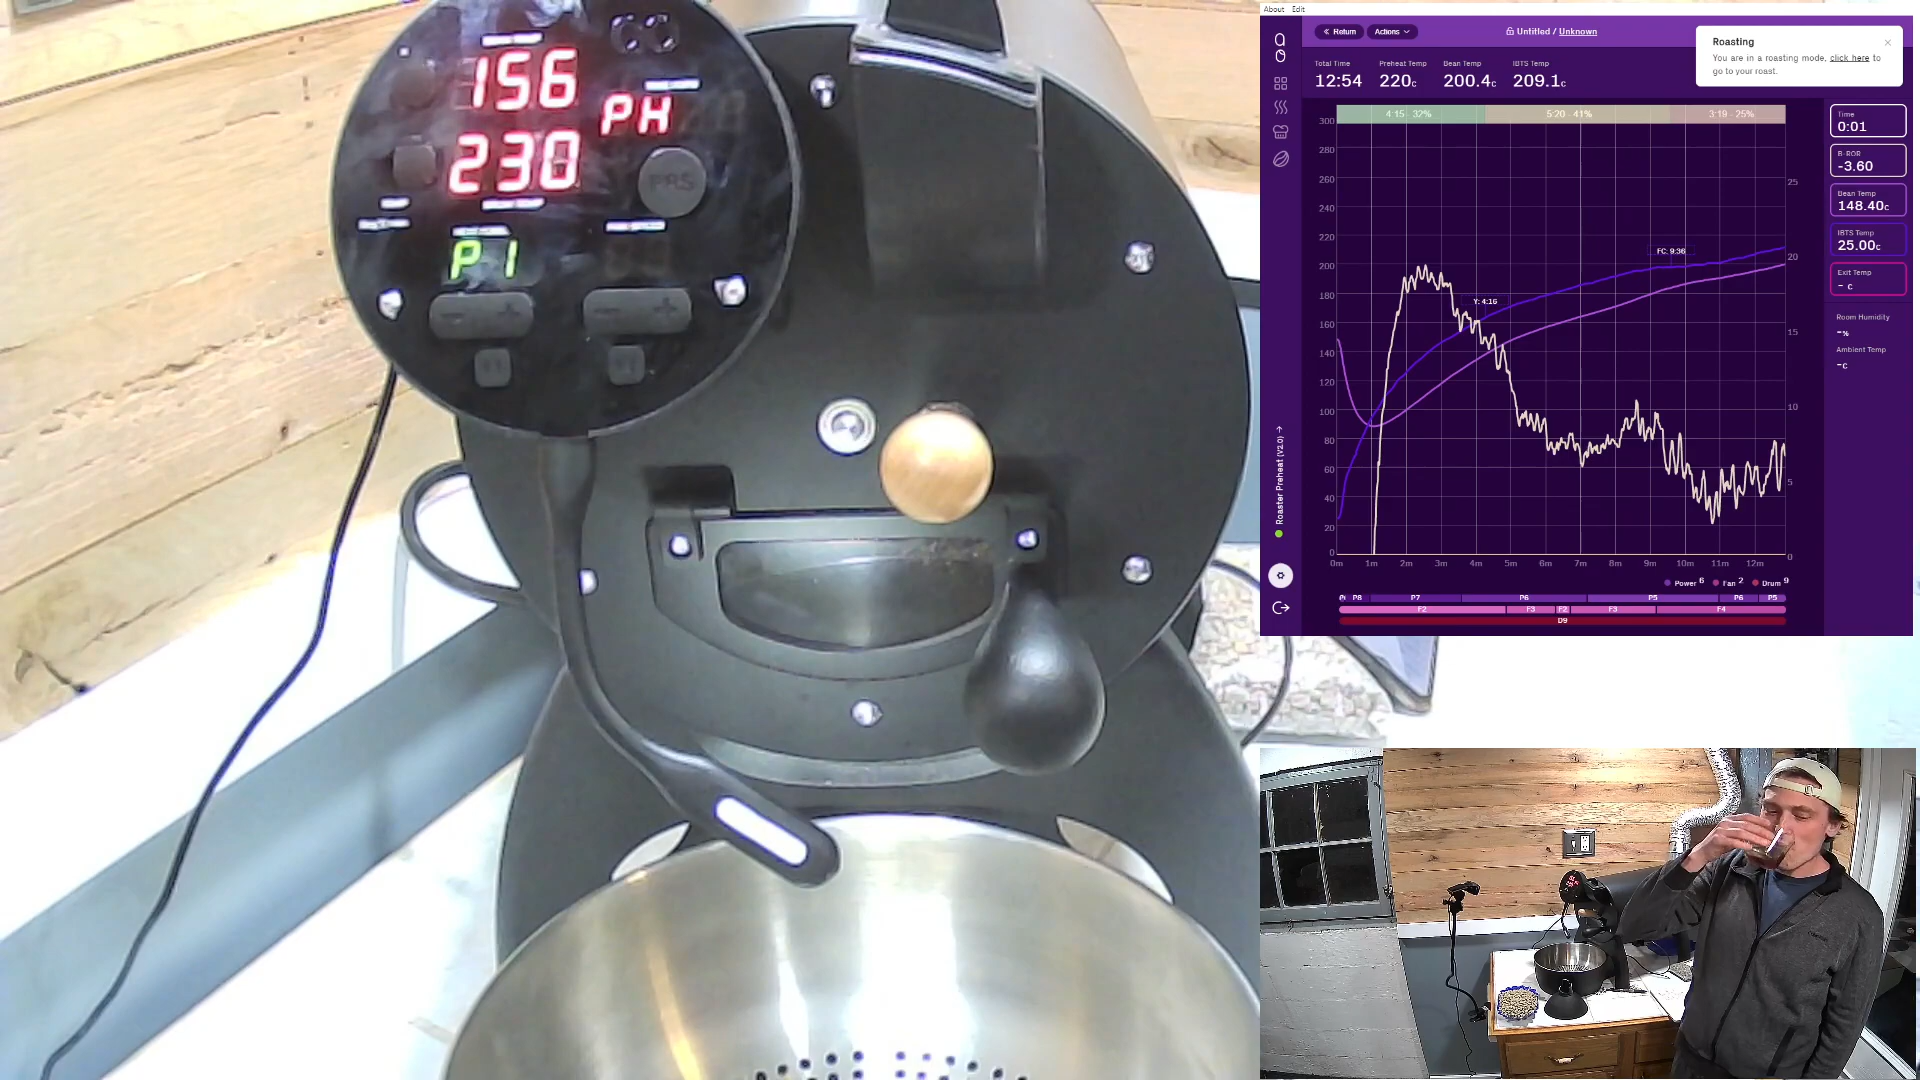 156
PH
230
PRS
P1
About Edit
Return
Actions
Untitled / Unknown
Roasting
You are in a roasting mode, click here to
go to your roast.
Total Time
12:54
Preheat Temp
220c
Bean Temp
200.4c
IBTS Temp
209.1c
4:15 - 32%
5:20 - 41%
3:19 - 25%
300
280
260
240
220
200
180
160
140
120
100
80
60
40
20
0
25
20
15
10
5
0
FC: 9:36
Y: 4:16
0m 1m 2m 3m 4m 5m 6m 7m 8m 9m 10m 11m 12m
Power 6 Fan 2 Drum 9
P8 P7 P6 P5 P6 P5
F2 F3 F2 F3 F4
D9
Time
0:01
B-ROR
-3.60
Bean Temp
148.40c
IBTS Temp
25.00c
Exit Temp
- c
Room Humidity
-%
Ambient Temp
-c
Roaster Preheat (v2.0) →